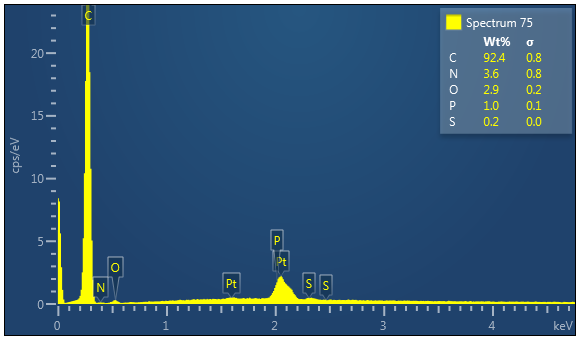 C
Spectrum 75
Wt% σ
C 92.4 0.8
N 3.6 0.8
O 2.9 0.2
P 1.0 0.1
S 0.2 0.0
cps/eV
20
15
10
5
0
P
Pt
O
N
Pt
S
S
0 1 2 3 4 keV